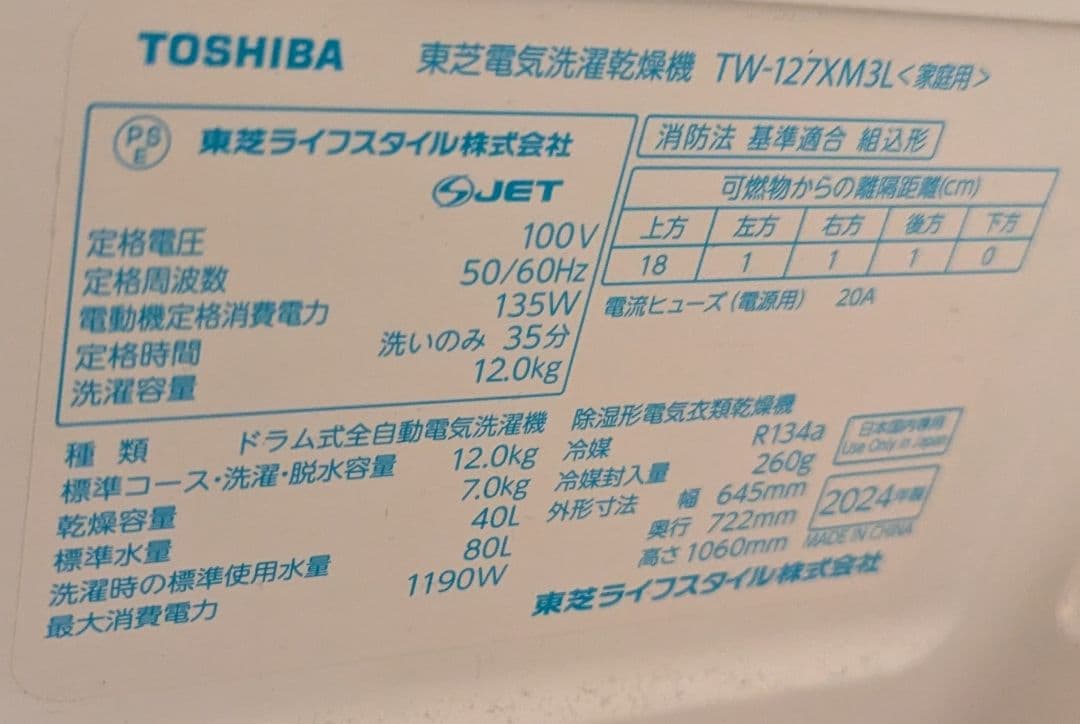 TOSHIBA 東芝電気洗濯乾燥機 TW-127XM3L<家庭用>
PSE 東芝ライフスタイル株式会社
JET
定格電圧 100V
定格周波数 50/60Hz
電動機定格消費電力 135W
定格時間 洗いのみ 35分
洗濯容量 12.0kg
消防法 基準適合 組込形
可燃物からの離隔距離(cm)
上方 左方 右方 後方 下方
18 1 1 1 0
電流ヒューズ(電源用) 20A
種類 ドラム式全自動電気洗濯機
標準コース・洗濯・脱水容量 12.0kg
乾燥容量 7.0kg
標準水量 40L
洗濯時の標準使用水量 80L
最大消費電力 1190W
除湿形電気衣類乾燥機
冷媒 R134a
冷媒封入量 260g
外形寸法 幅 645mm
奥行 722mm
高さ 1060mm
日本国内専用
Use Only in Japan
2024年製
MADE IN CHINA
東芝ライフスタイル株式会社